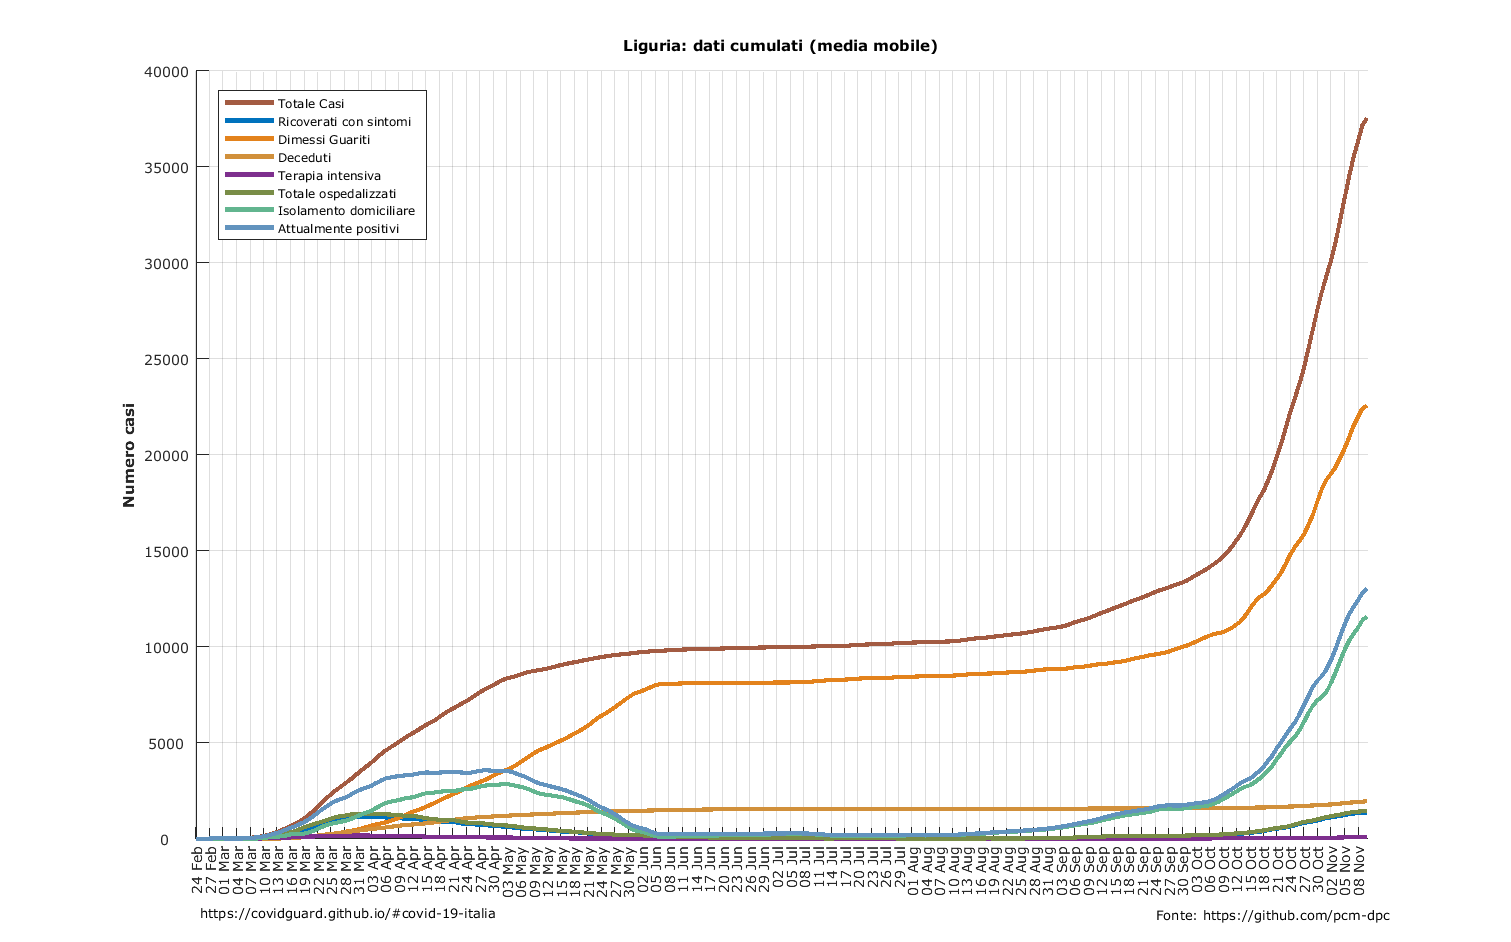 Liguria: dati cumulati (media mobile)
Numero casi
40000
35000
30000
25000
20000
15000
10000
5000
0
Totale Casi
Ricoverati con sintomi
Dimessi Guariti
Deceduti
Terapia intensiva
Totale ospedalizzati
Isolamento domiciliare
Attualmente positivi
24 Feb
27 Feb
01 Mar
04 Mar
07 Mar
10 Mar
13 Mar
16 Mar
19 Mar
22 Mar
25 Mar
28 Mar
31 Mar
03 Apr
06 Apr
09 Apr
12 Apr
15 Apr
18 Apr
21 Apr
24 Apr
27 Apr
30 Apr
03 May
06 May
09 May
12 May
15 May
18 May
21 May
24 May
27 May
30 May
02 Jun
05 Jun
08 Jun
11 Jun
14 Jun
17 Jun
20 Jun
23 Jun
26 Jun
29 Jun
02 Jul
05 Jul
08 Jul
11 Jul
14 Jul
17 Jul
20 Jul
23 Jul
26 Jul
29 Jul
01 Aug
04 Aug
07 Aug
10 Aug
13 Aug
16 Aug
19 Aug
22 Aug
25 Aug
28 Aug
31 Aug
03 Sep
06 Sep
09 Sep
12 Sep
15 Sep
18 Sep
21 Sep
24 Sep
27 Sep
30 Sep
03 Oct
06 Oct
09 Oct
12 Oct
15 Oct
18 Oct
21 Oct
24 Oct
27 Oct
30 Oct
02 Nov
05 Nov
08 Nov
https://covidguard.github.io/#covid-19-italia
Fonte: https://github.com/pcm-dpc